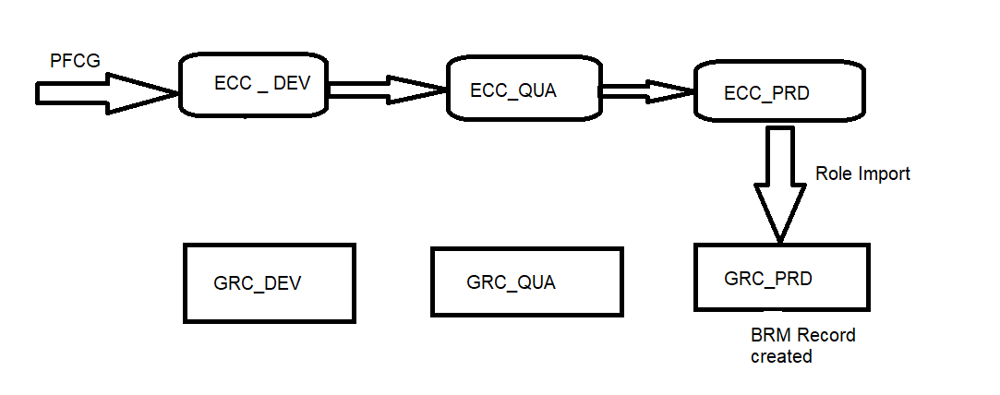 PFCG
ECC _ DEV
ECC_QUA
ECC_PRD
Role Import
GRC_DEV
GRC_QUA
GRC_PRD
BRM Record
created